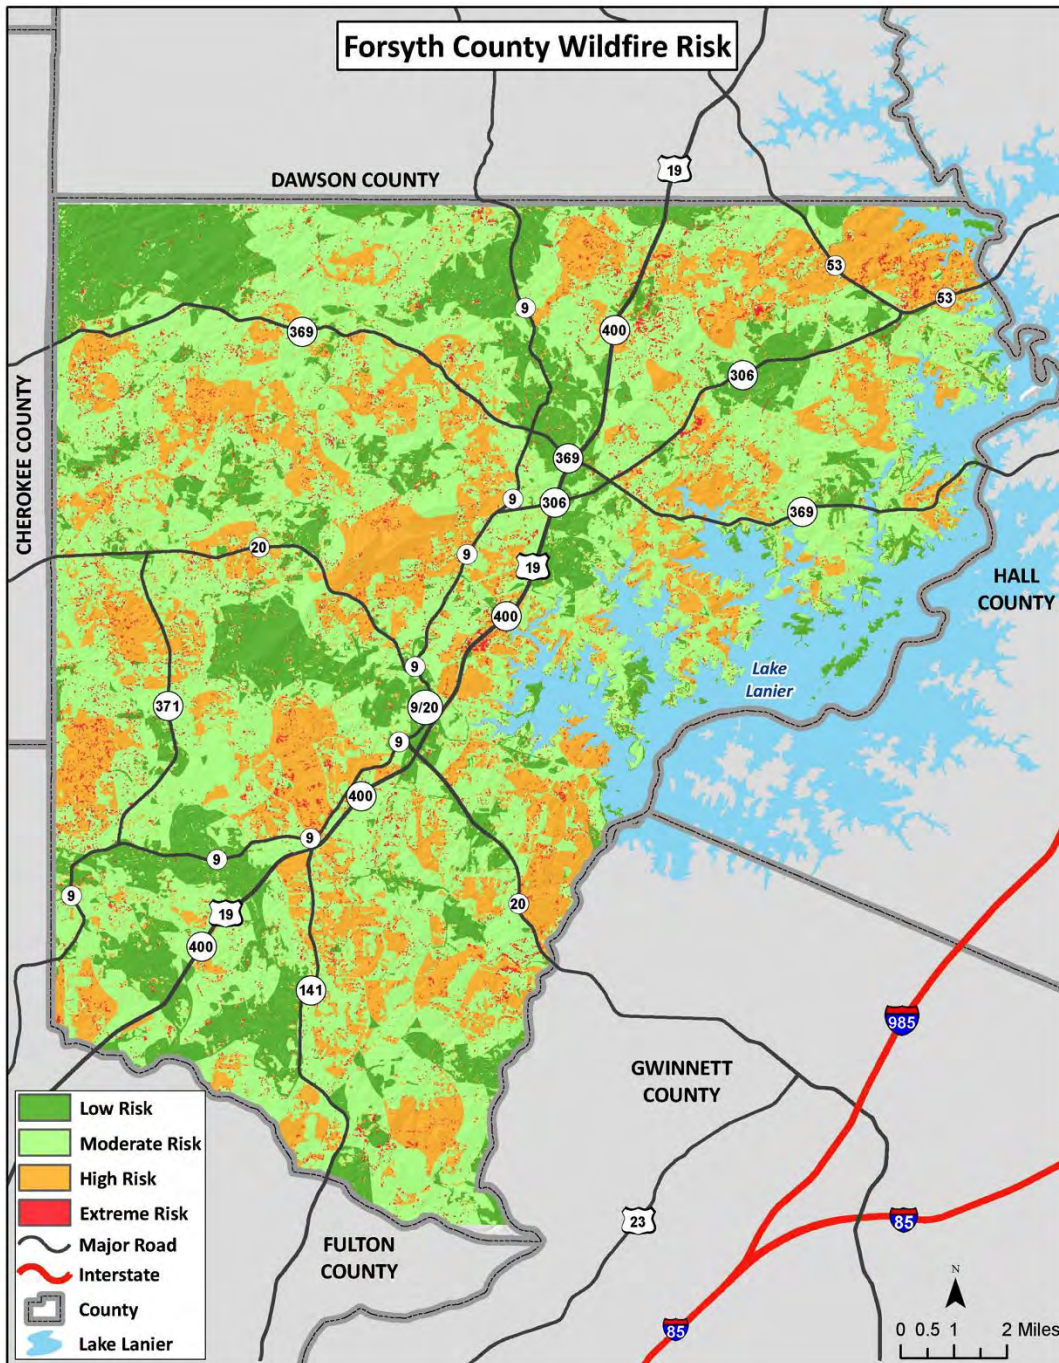 Forsyth County Wildfire Risk
19
DAWSON COUNTY
53
53
9
369
400
306
CHEROKEE COUNTY
369
9
306
369
20
9
19
HALL
COUNTY
400
9
Lake
Lanier
371
9/20
9
400
9
9
9
20
19
400
141
985
GWINNETT
COUNTY
Low Risk
Moderate Risk
High Risk
Extreme Risk
Major Road
Interstate
County
Lake Lanier
23
85
FULTON
COUNTY
85
N
0 0.5 1 2 Miles